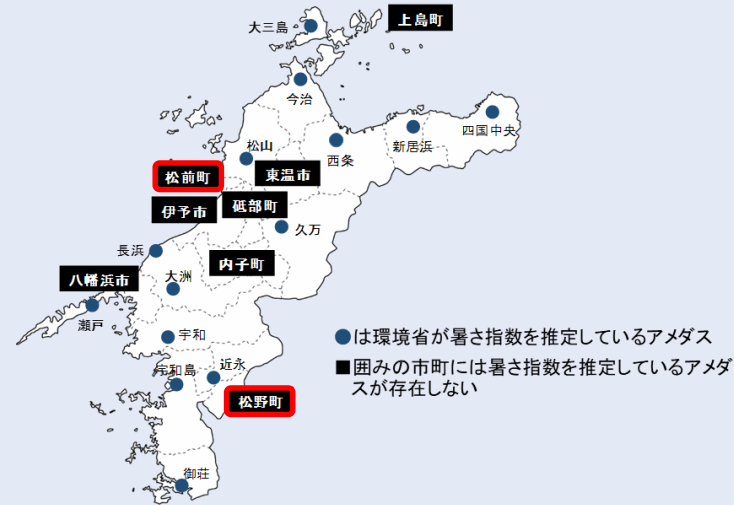 大三島
上島町
今治
四国中央
新居浜
松山
西条
松前町
東温市
砥部町
伊予市
久万
長浜
内子町
八幡浜市
大洲
瀬戸
宇和
●は環境省が暑さ指数を推定しているアメダス
近永
宇和島
■囲みの市町には暑さ指数を推定しているアメダ
スが存在しない
松野町
御荘